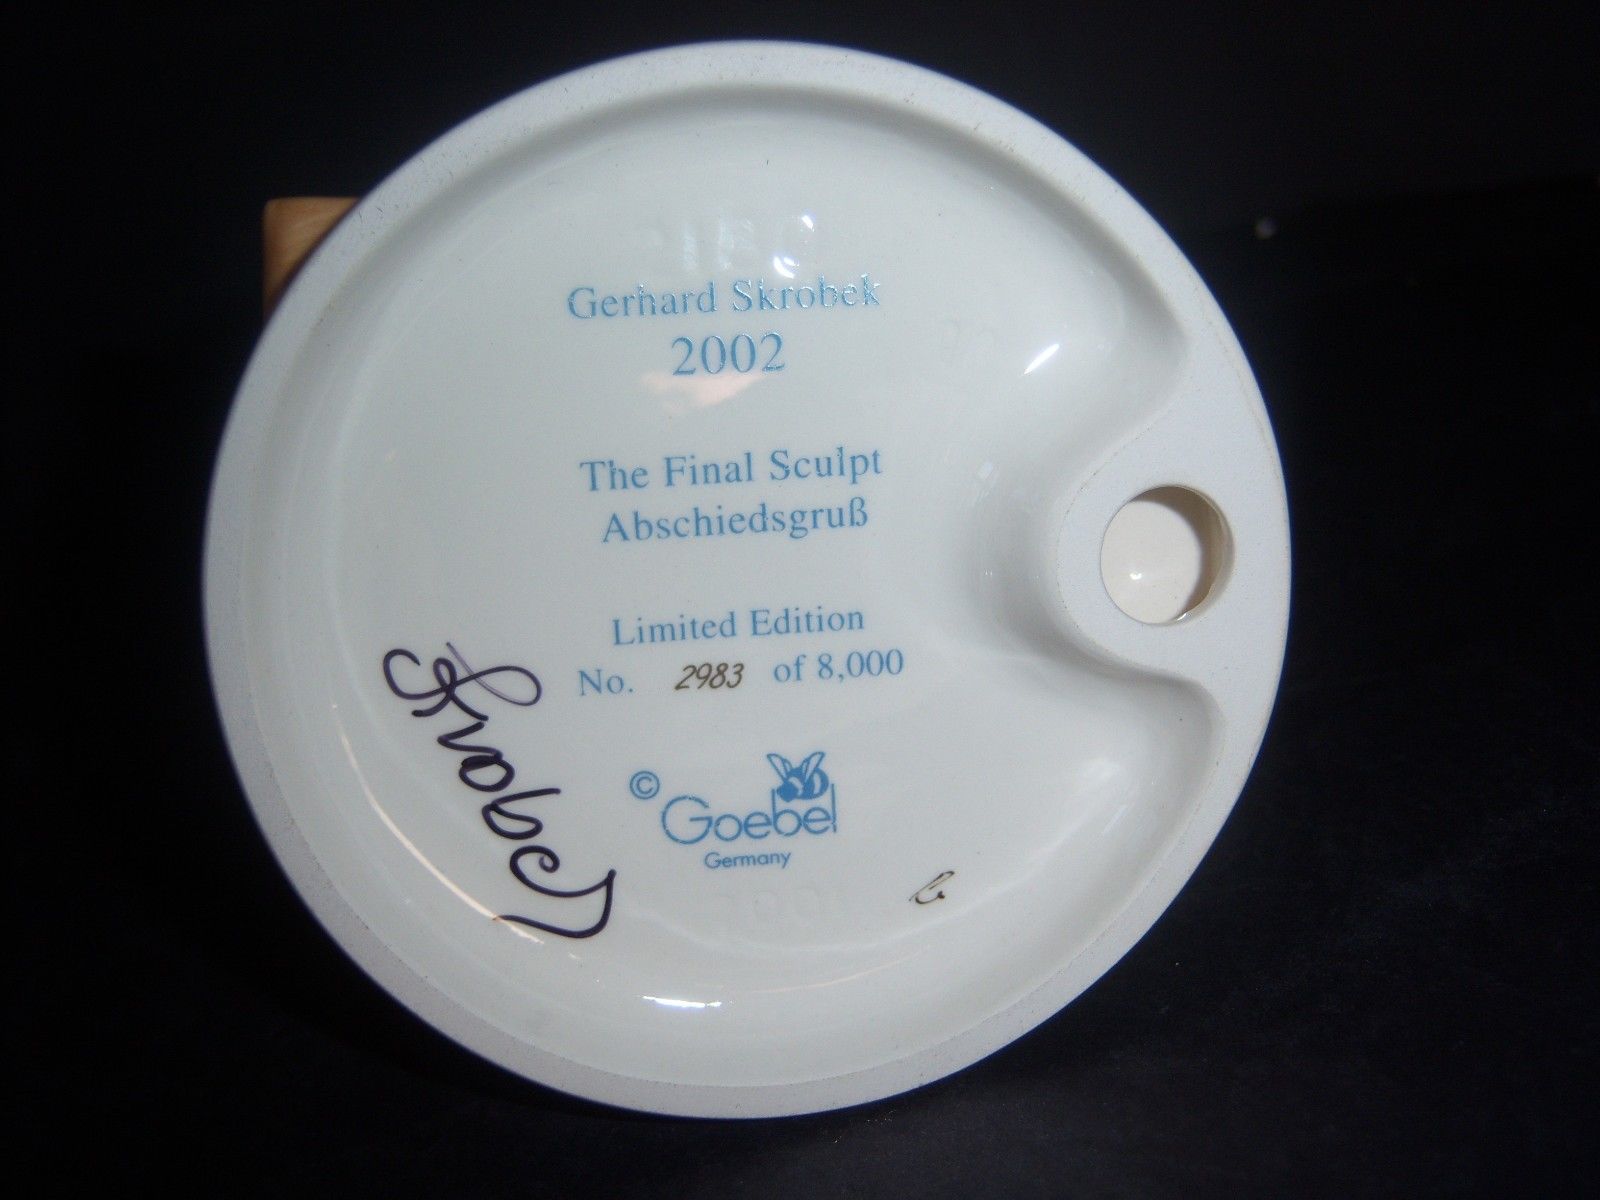 Gerhard Skrobek
2002
The Final Sculpt
Abschiedsgruß
Limited Edition
No. 2983 of 8,000
Skrobek
© Goebel
Germany